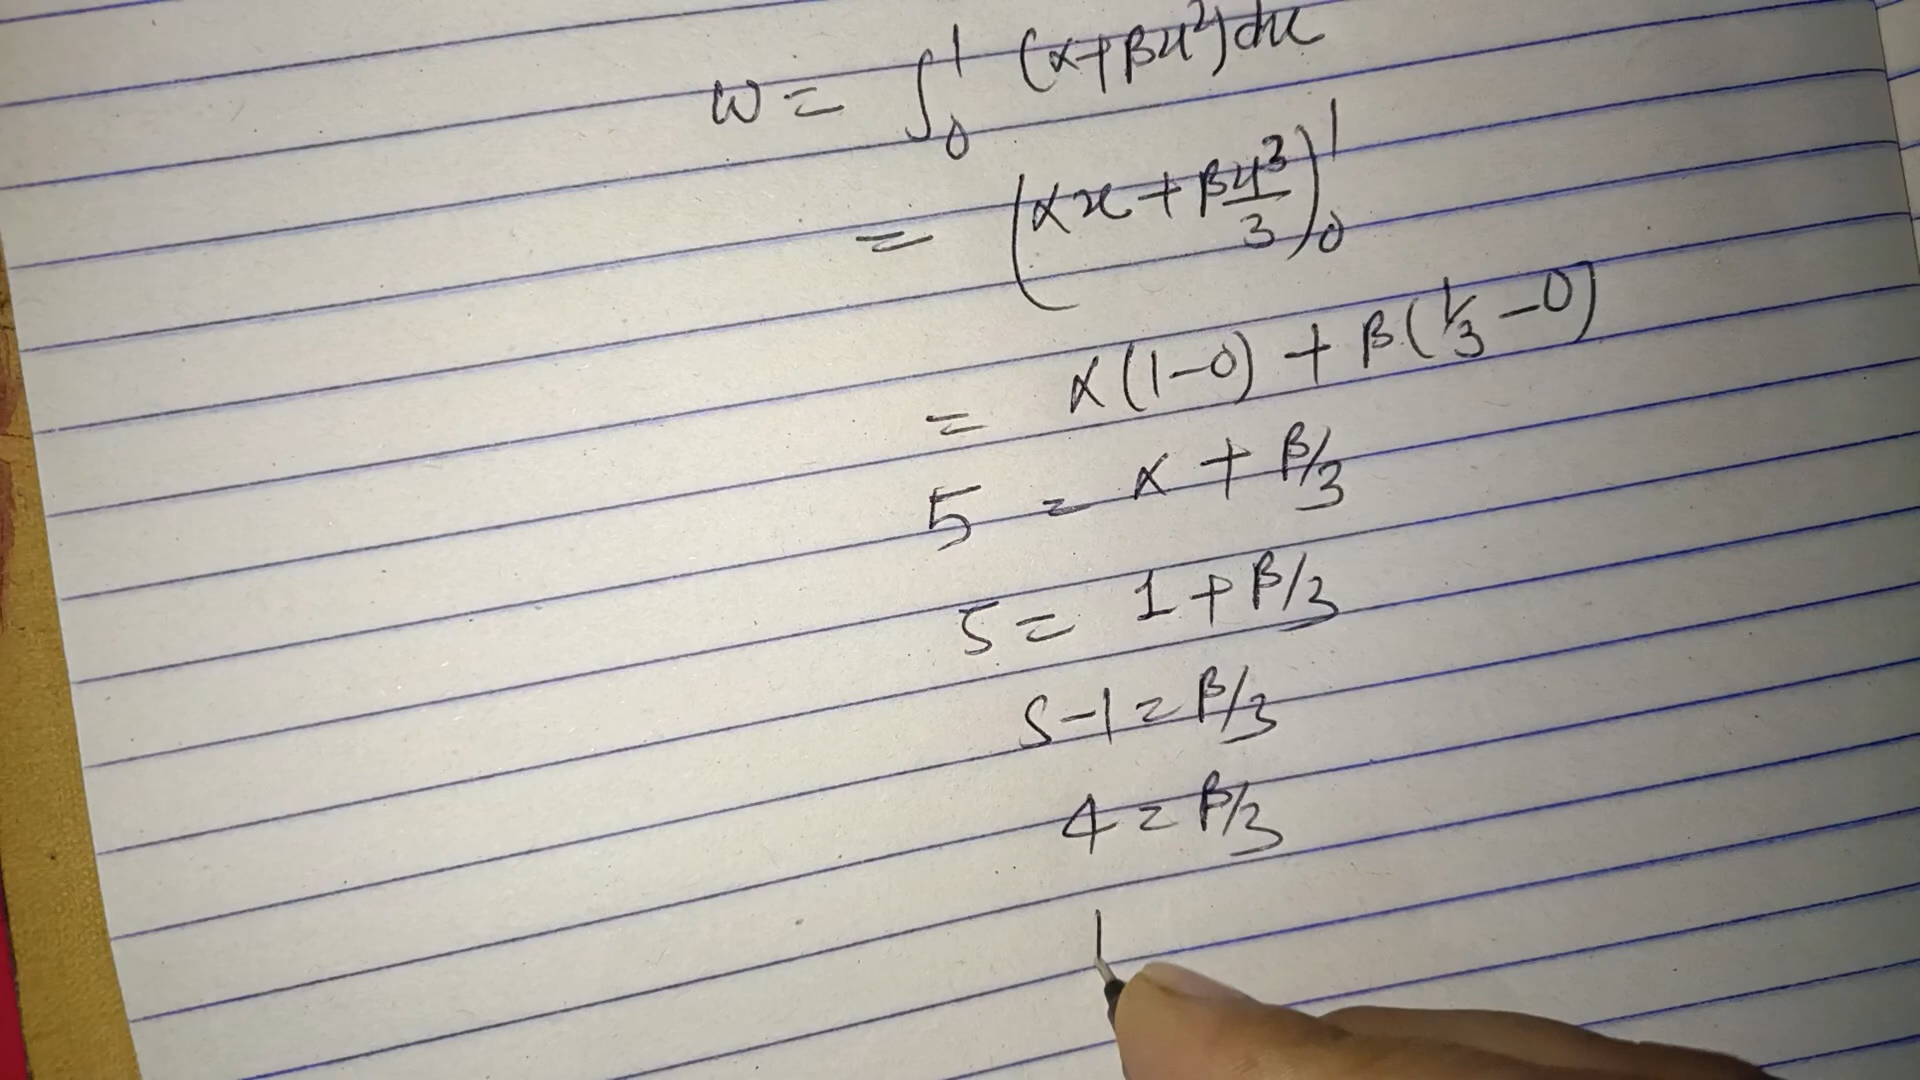 W = ∫₀¹ (α+βx²)dx
= (αx + βx³/3)₀¹
= α(1-0) + β(1/3 -0)
5 = α + β/3
5 = 1 + β/3
5-1 = β/3
4 = β/3
1